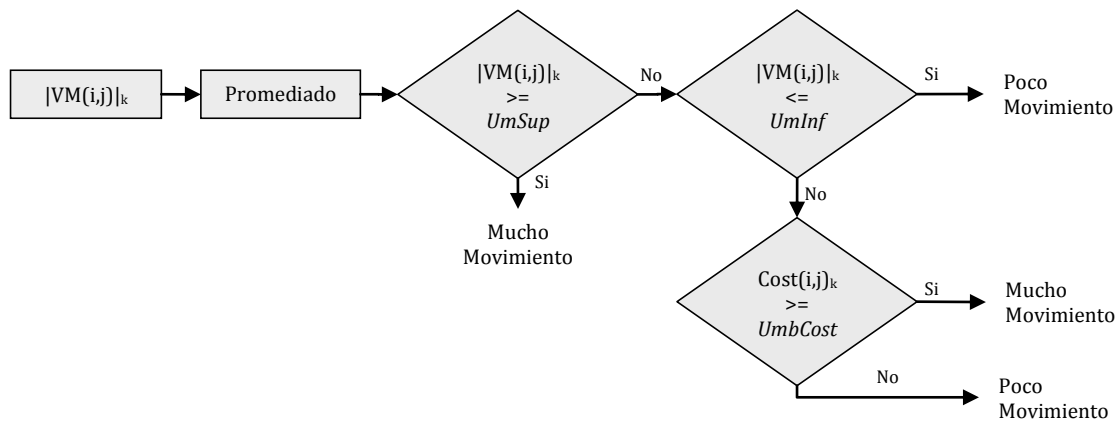 |VM(i,j)|ₖ
Promediado
|VM(i,j)|ₖ
>=
UmSup
No
|VM(i,j)|ₖ
<=
UmInf
Si
Poco
Movimiento
Si
Mucho
Movimiento
No
Cost(i,j)ₖ
>=
UmbCost
Si
Mucho
Movimiento
No
Poco
Movimiento